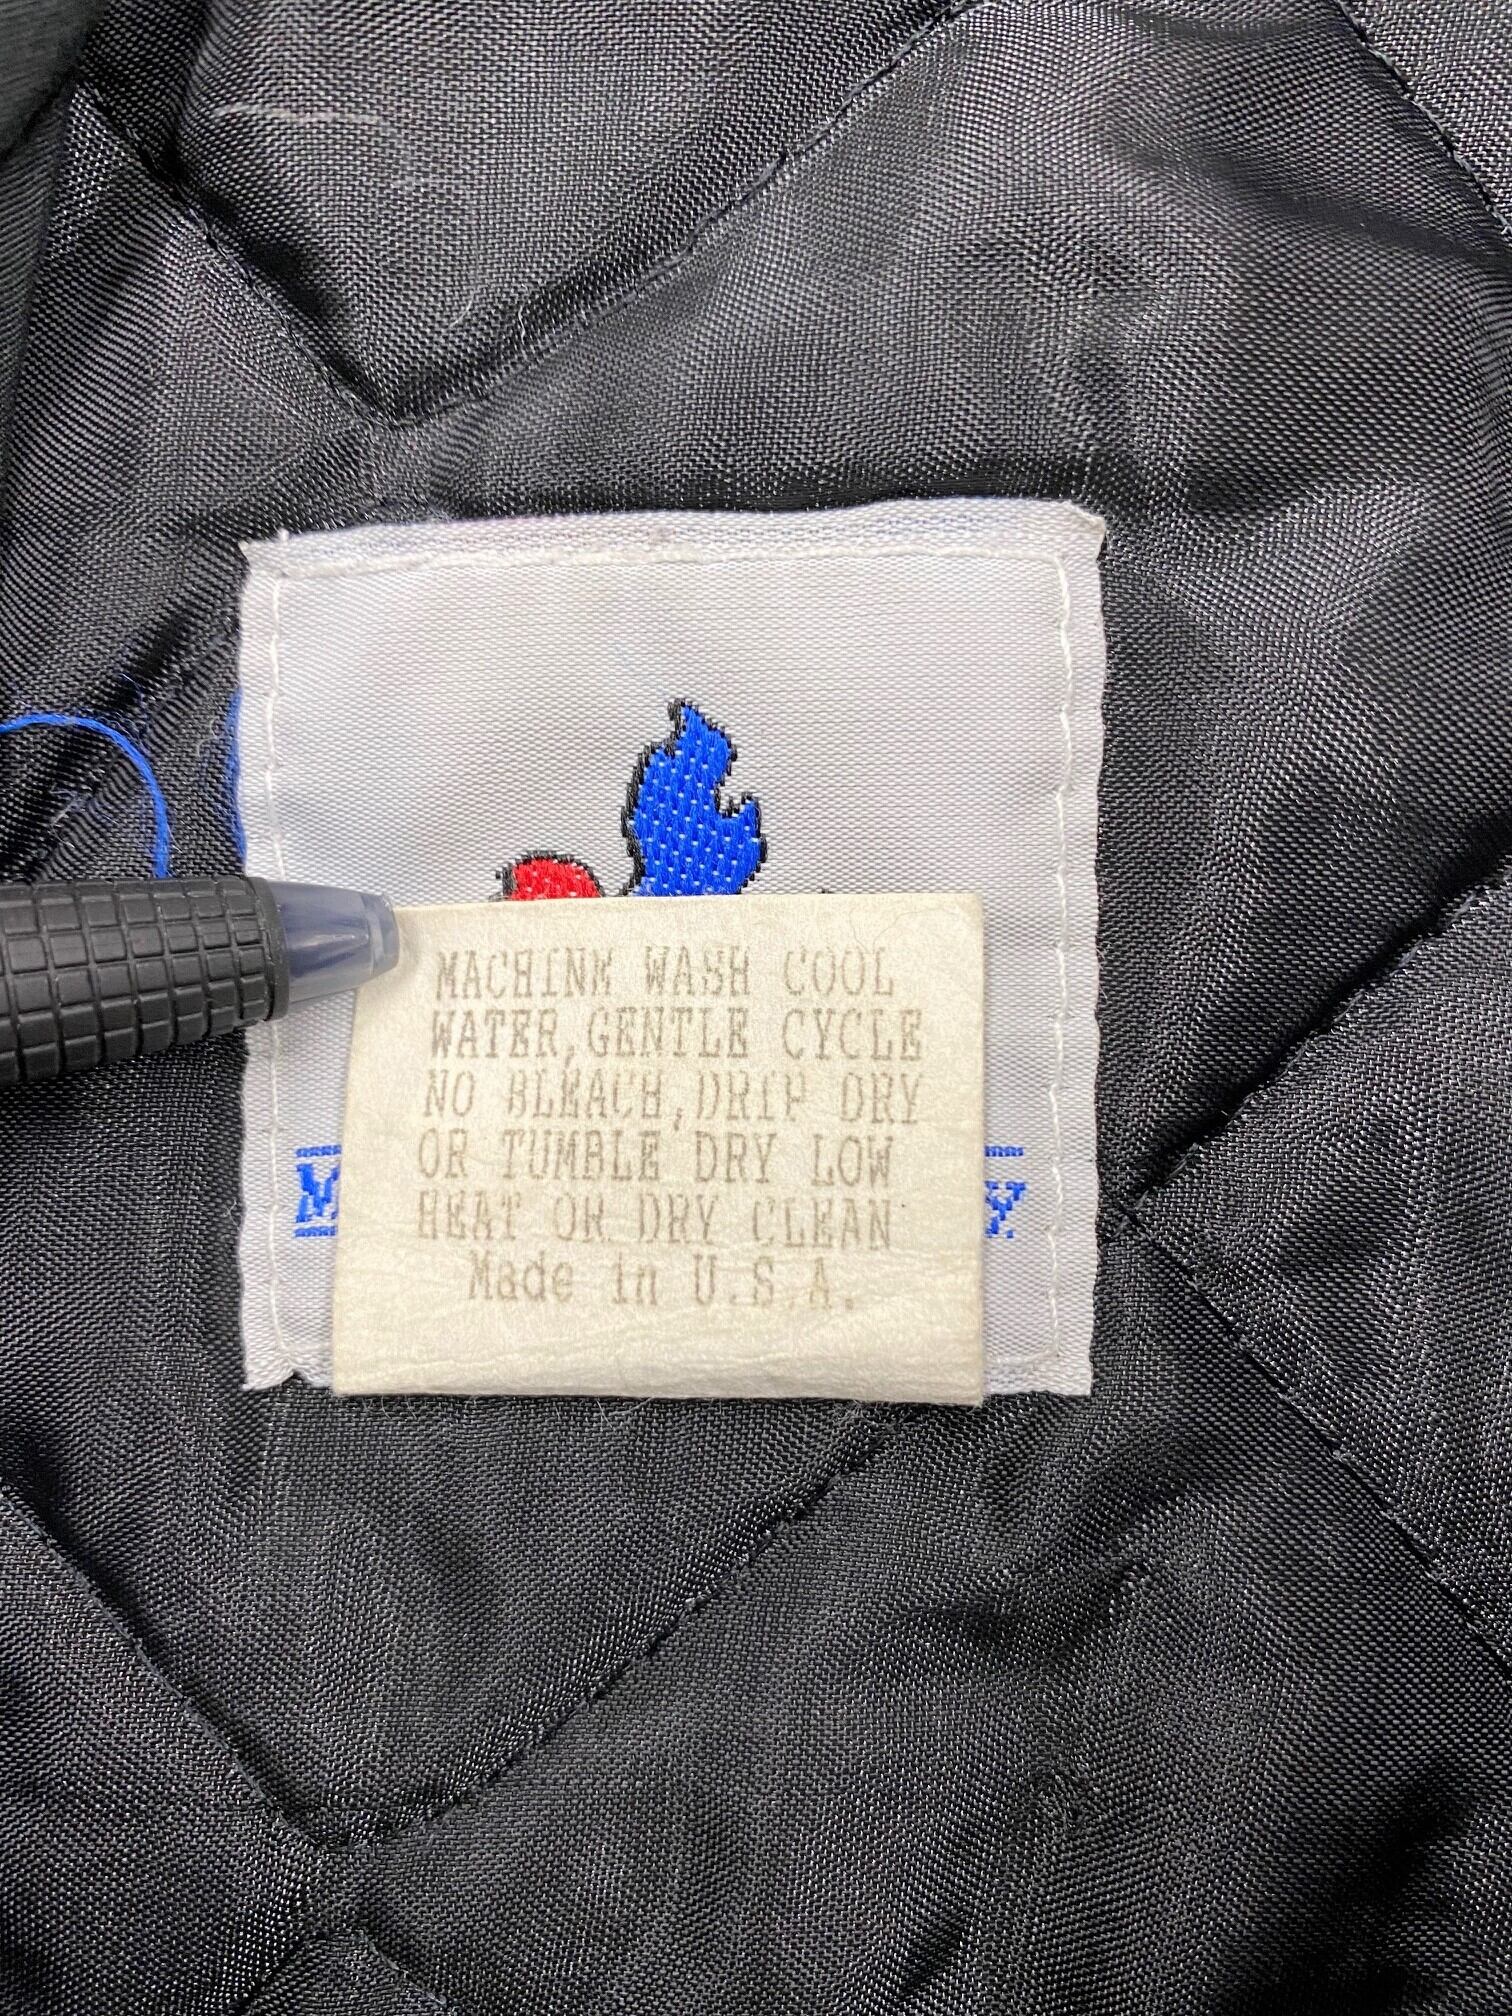 MACHINW WASH COOL
WATER, GENTLE CYCLE
NO BLEACH, DRIP DRY
OR TUMBLE DRY LOW
HEAT OR DRY CLEAN
Made in U.S.A.